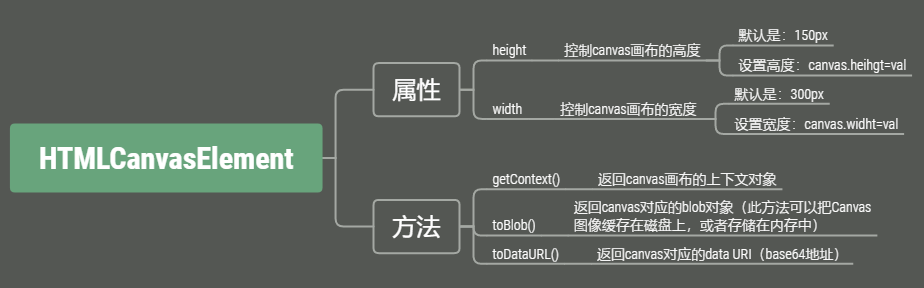 HTMLCanvasElement
属性
height
控制canvas画布的高度
默认是：150px
设置高度：canvas.heihgt=val
width
控制canvas画布的宽度
默认是：300px
设置宽度：canvas.widht=val
方法
getContext()
返回canvas画布的上下文对象
toBlob()
返回canvas对应的blob对象（此方法可以把Canvas
图像缓存在磁盘上，或者存储在内存中）
toDataURL()
返回canvas对应的data URI（base64地址）